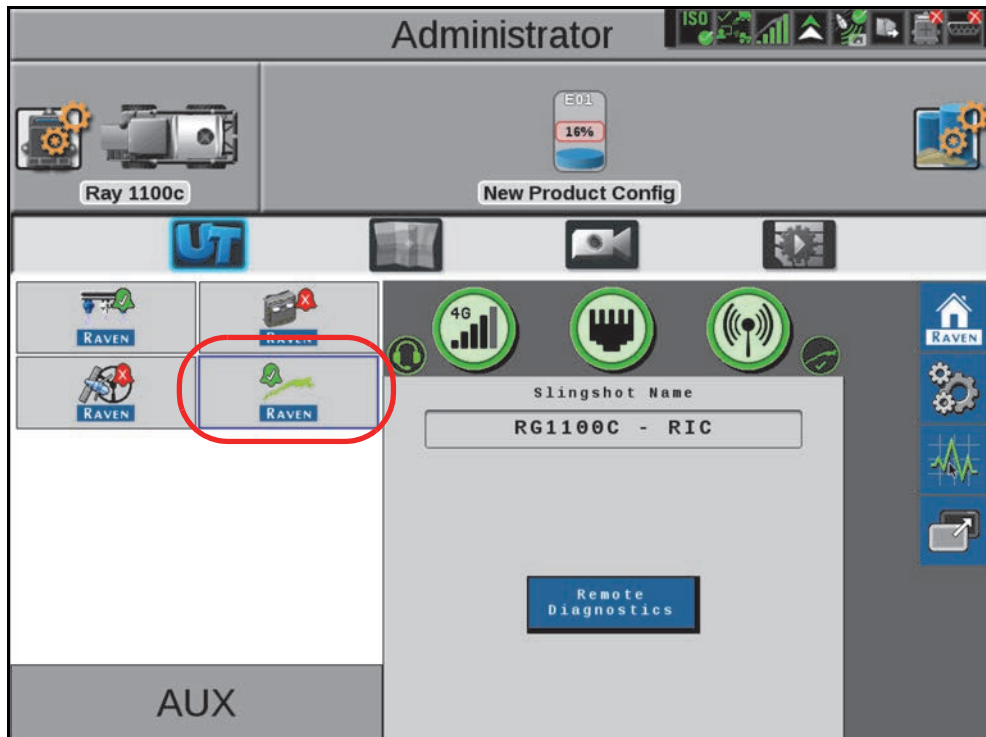 Administrator
ISO
Ray 1100c
E01
16%
New Product Config
UT
RAVEN
RAVEN
4G
RAVEN
RAVEN
RAVEN
Slingshot Name
RG1100C - RIC
Remote
Diagnostics
AUX